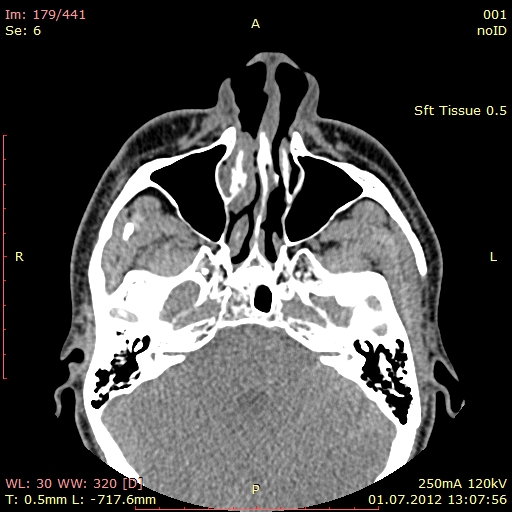 Im: 179/441
Se: 6
A
001
noID
Sft Tissue 0.5
R
L
WL: 30 WW: 320 [D]
T: 0.5mm L: -717.6mm
P
250mA 120kV
01.07.2012 13:07:56